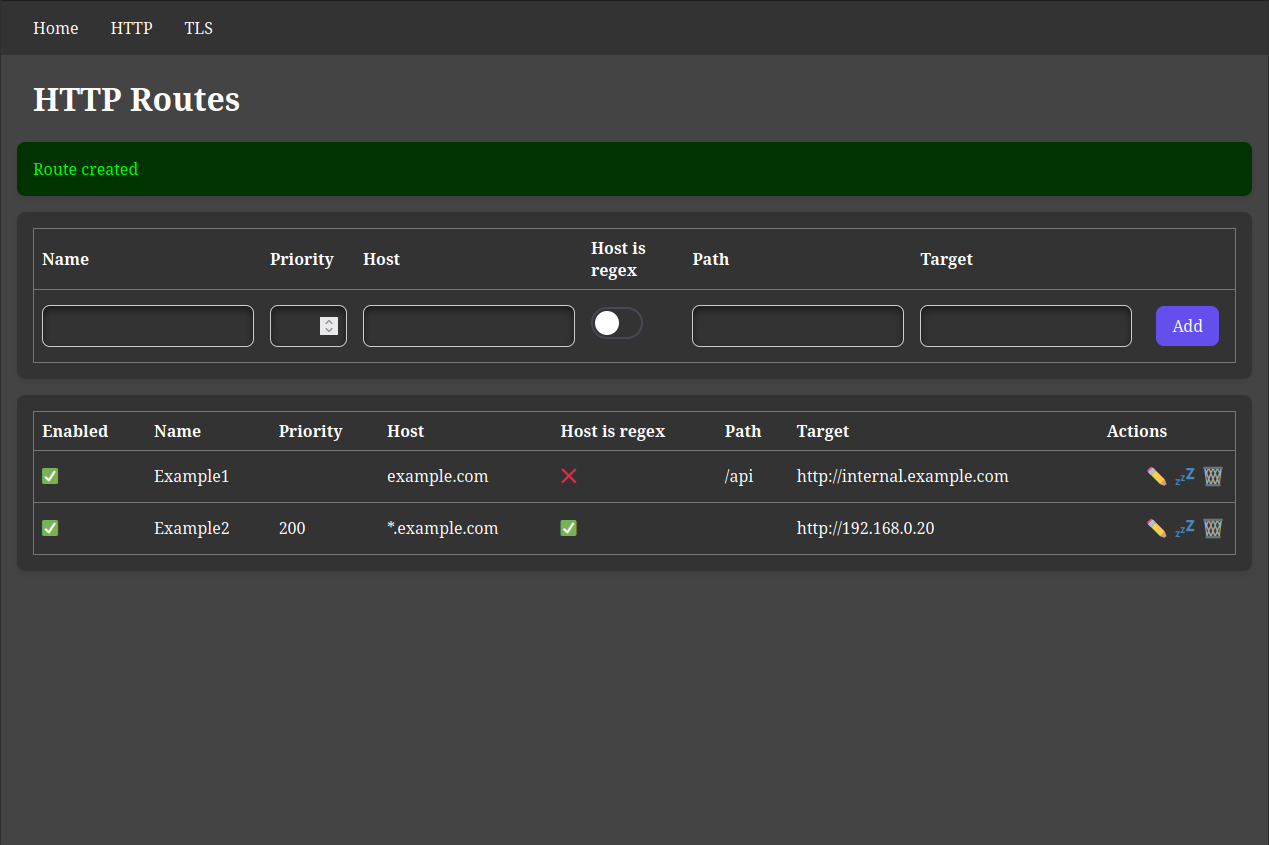 Home HTTP TLS
HTTP Routes
Route created
Name Priority Host Host is regex Path Target
Add
Enabled Name Priority Host Host is regex Path Target Actions
Example1 example.com /api http://internal.example.com
Example2 200 *.example.com http://192.168.0.20